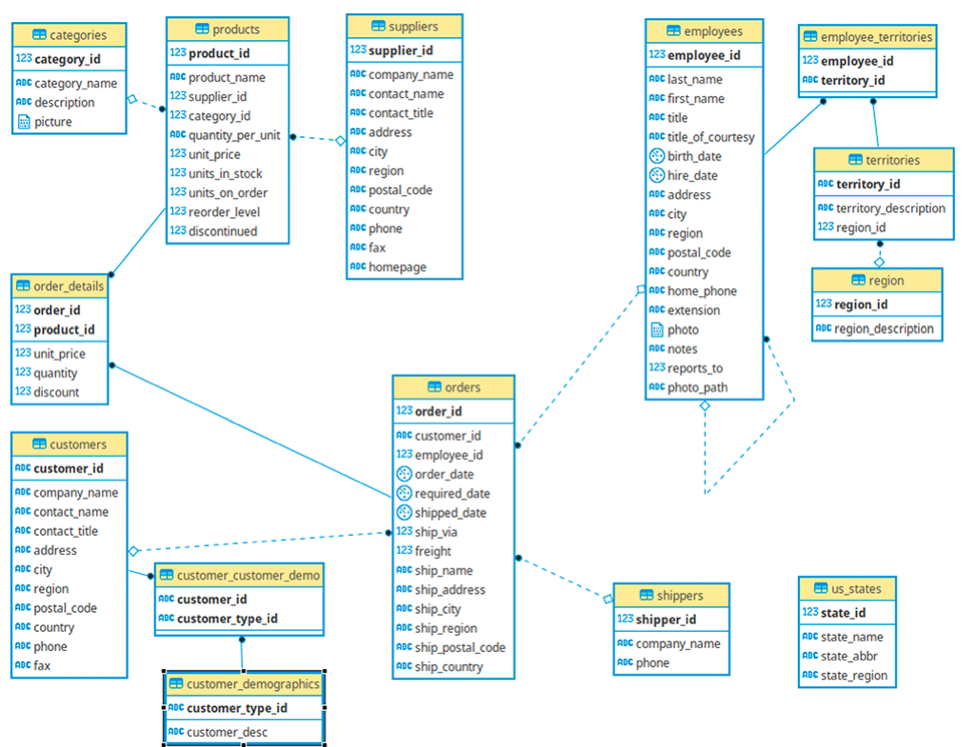 categories
123 category_id
ABC category_name
ABC description
picture
products
123 product_id
ABC product_name
123 supplier_id
123 category_id
ABC quantity_per_unit
123 unit_price
123 units_in_stock
123 units_on_order
123 reorder_level
123 discontinued
suppliers
123 supplier_id
ABC company_name
ABC contact_name
ABC contact_title
ABC address
ABC city
ABC region
ABC postal_code
ABC country
ABC phone
ABC fax
ABC homepage
employees
123 employee_id
ABC last_name
ABC first_name
ABC title
ABC title_of_courtesy
birth_date
hire_date
ABC address
ABC city
ABC region
ABC postal_code
ABC country
ABC home_phone
ABC extension
photo
ABC notes
123 reports_to
ABC photo_path
employee_territories
123 employee_id
ABC territory_id
territories
ABC territory_id
ABC territory_description
123 region_id
region
123 region_id
ABC region_description
order_details
123 order_id
123 product_id
123 unit_price
123 quantity
123 discount
customers
ABC customer_id
ABC company_name
ABC contact_name
ABC contact_title
ABC address
ABC city
ABC region
ABC postal_code
ABC country
ABC phone
ABC fax
customer_customer_demo
ABC customer_id
ABC customer_type_id
customer_demographics
ABC customer_type_id
ABC customer_desc
orders
123 order_id
ABC customer_id
123 employee_id
order_date
required_date
shipped_date
123 ship_via
123 freight
ABC ship_name
ABC ship_address
ABC ship_city
ABC ship_region
ABC ship_postal_code
ABC ship_country
shippers
123 shipper_id
ABC company_name
ABC phone
us_states
123 state_id
ABC state_name
ABC state_abbr
ABC state_region